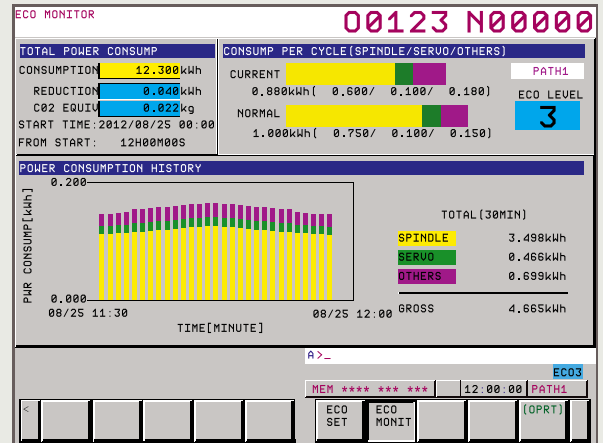 ECO MONITOR
O0123 N00000
TOTAL POWER CONSUMP
CONSUMPTION 12.300kWh
REDUCTION 0.040kWh
CO2 EQUIV 0.022kg
START TIME:2012/08/25 00:00
FROM START: 12H00M00S
CONSUMP PER CYCLE(SPINDLE/SERVO/OTHERS)
CURRENT
0.880kWh( 0.600/ 0.100/ 0.180)
NORMAL
1.000kWh( 0.750/ 0.100/ 0.150)
PATH1
ECO LEVEL
3
POWER CONSUMPTION HISTORY
PWR CONSUMP[kWh]
0.200
0.000
08/25 11:30
08/25 12:00
TIME[MINUTE]
TOTAL(30MIN)
SPINDLE 3.498kWh
SERVO 0.466kWh
OTHERS 0.699kWh
GROSS 4.665kWh
A>_
ECO3
MEM **** *** *** 12:00:00 PATH1
<
ECO SET
ECO MONIT
(OPRT)